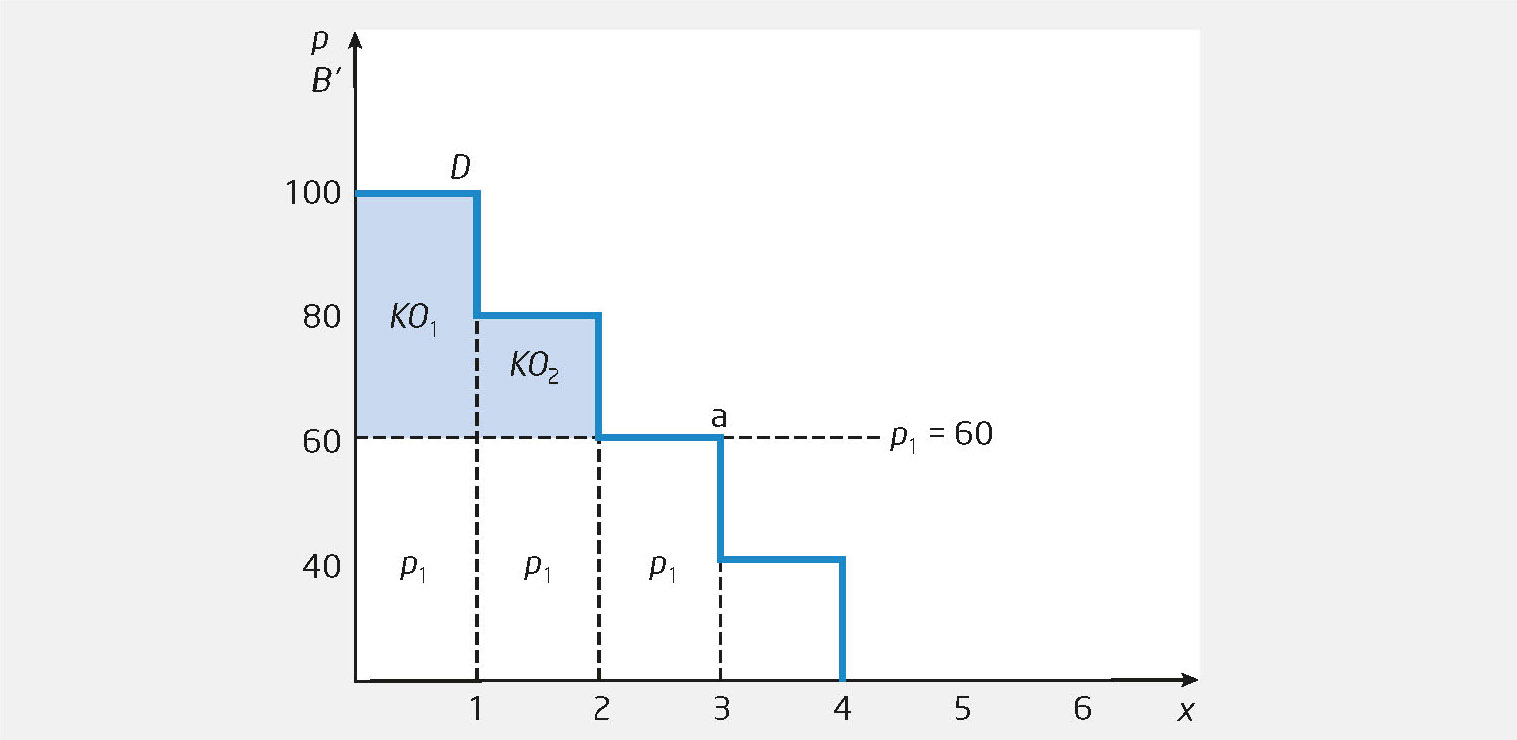 p
B′
D
100
80
KO₁
KO₂
a
60
p₁ = 60
40
p₁ p₁ p₁
1 2 3 4 5 6 x